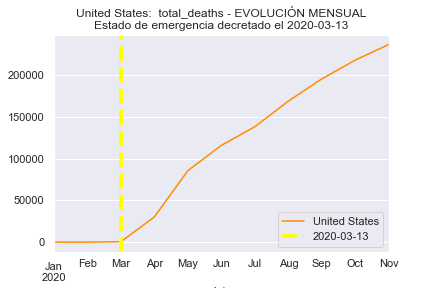 United States:  total_deaths - EVOLUCIÓN MENSUAL
Estado de emergencia decretado el 2020-03-13
200000
150000
100000
50000
0
Jan Feb Mar Apr May Jun Jul Aug Sep Oct Nov
2020
United States
2020-03-13